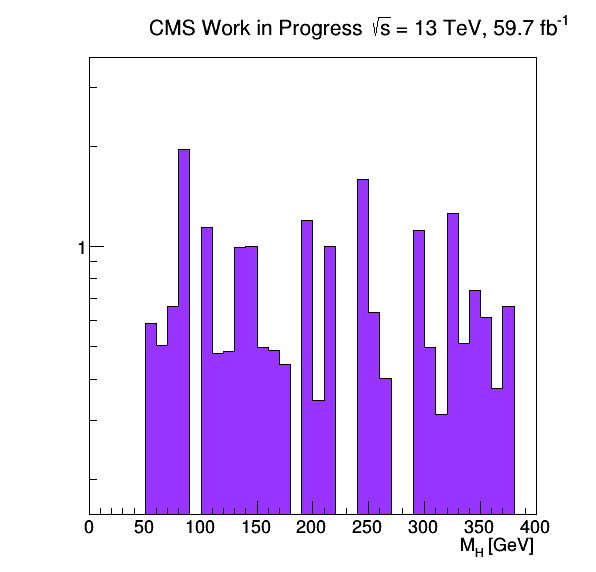 CMS Work in Progress √s = 13 TeV, 59.7 fb⁻¹
1
0 50 100 150 200 250 300 350 400
M_H [GeV]